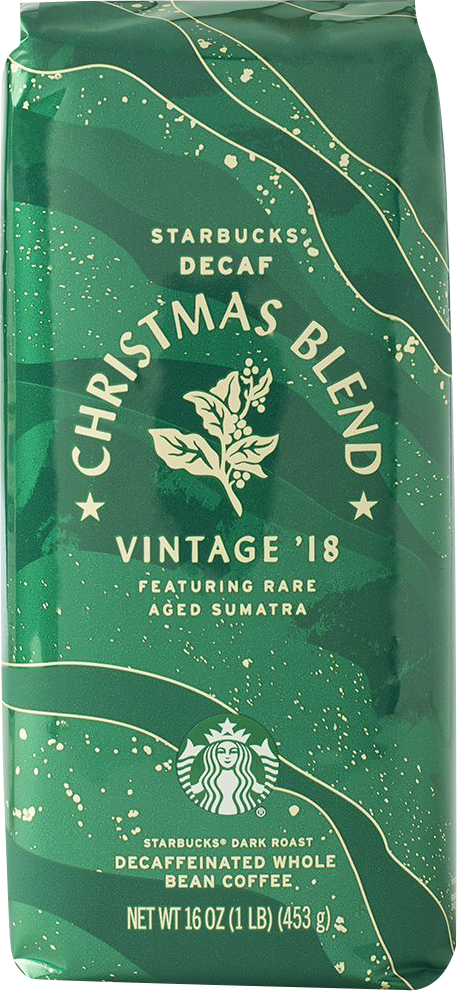 STARBUCKS®
DECAF
CHRISTMAS BLEND
VINTAGE ’18
FEATURING RARE
AGED SUMATRA
®
STARBUCKS® DARK ROAST
DECAFFEINATED WHOLE
BEAN COFFEE
NET WT 16 OZ (1 LB) (453 g)